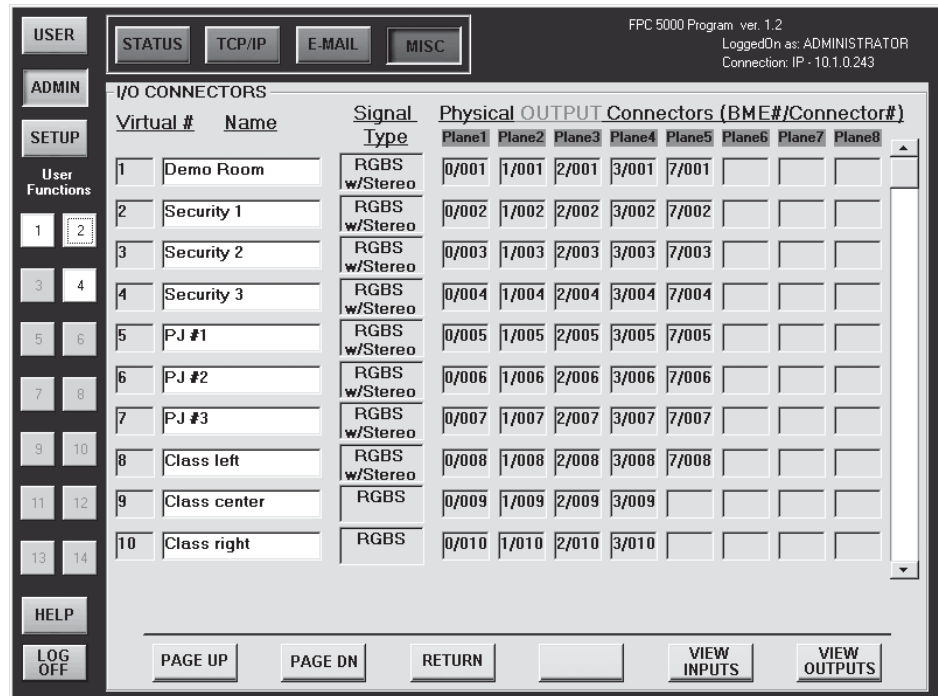 USER
STATUS TCP/IP E-MAIL MISC
FPC 5000 Program ver. 1.2
LoggedOn as: ADMINISTRATOR
Connection: IP - 10.1.0.243
ADMIN
SETUP
User
Functions
1 2
3 4
5 6
7 8
9 10
11 12
13 14
HELP
LOG
OFF
I/O CONNECTORS
Virtual # Name Signal Type Physical OUTPUT Connectors (BME#/Connector#)
Plane1 Plane2 Plane3 Plane4 Plane5 Plane6 Plane7 Plane8
1 Demo Room RGBS w/Stereo 0/001 1/001 2/001 3/001 7/001
2 Security 1 RGBS w/Stereo 0/002 1/002 2/002 3/002 7/002
3 Security 2 RGBS w/Stereo 0/003 1/003 2/003 3/003 7/003
4 Security 3 RGBS w/Stereo 0/004 1/004 2/004 3/004 7/004
5 PJ #1 RGBS w/Stereo 0/005 1/005 2/005 3/005 7/005
6 PJ #2 RGBS w/Stereo 0/006 1/006 2/006 3/006 7/006
7 PJ #3 RGBS w/Stereo 0/007 1/007 2/007 3/007 7/007
8 Class left RGBS w/Stereo 0/008 1/008 2/008 3/008 7/008
9 Class center RGBS 0/009 1/009 2/009 3/009
10 Class right RGBS 0/010 1/010 2/010 3/010
PAGE UP PAGE DN RETURN VIEW INPUTS VIEW OUTPUTS